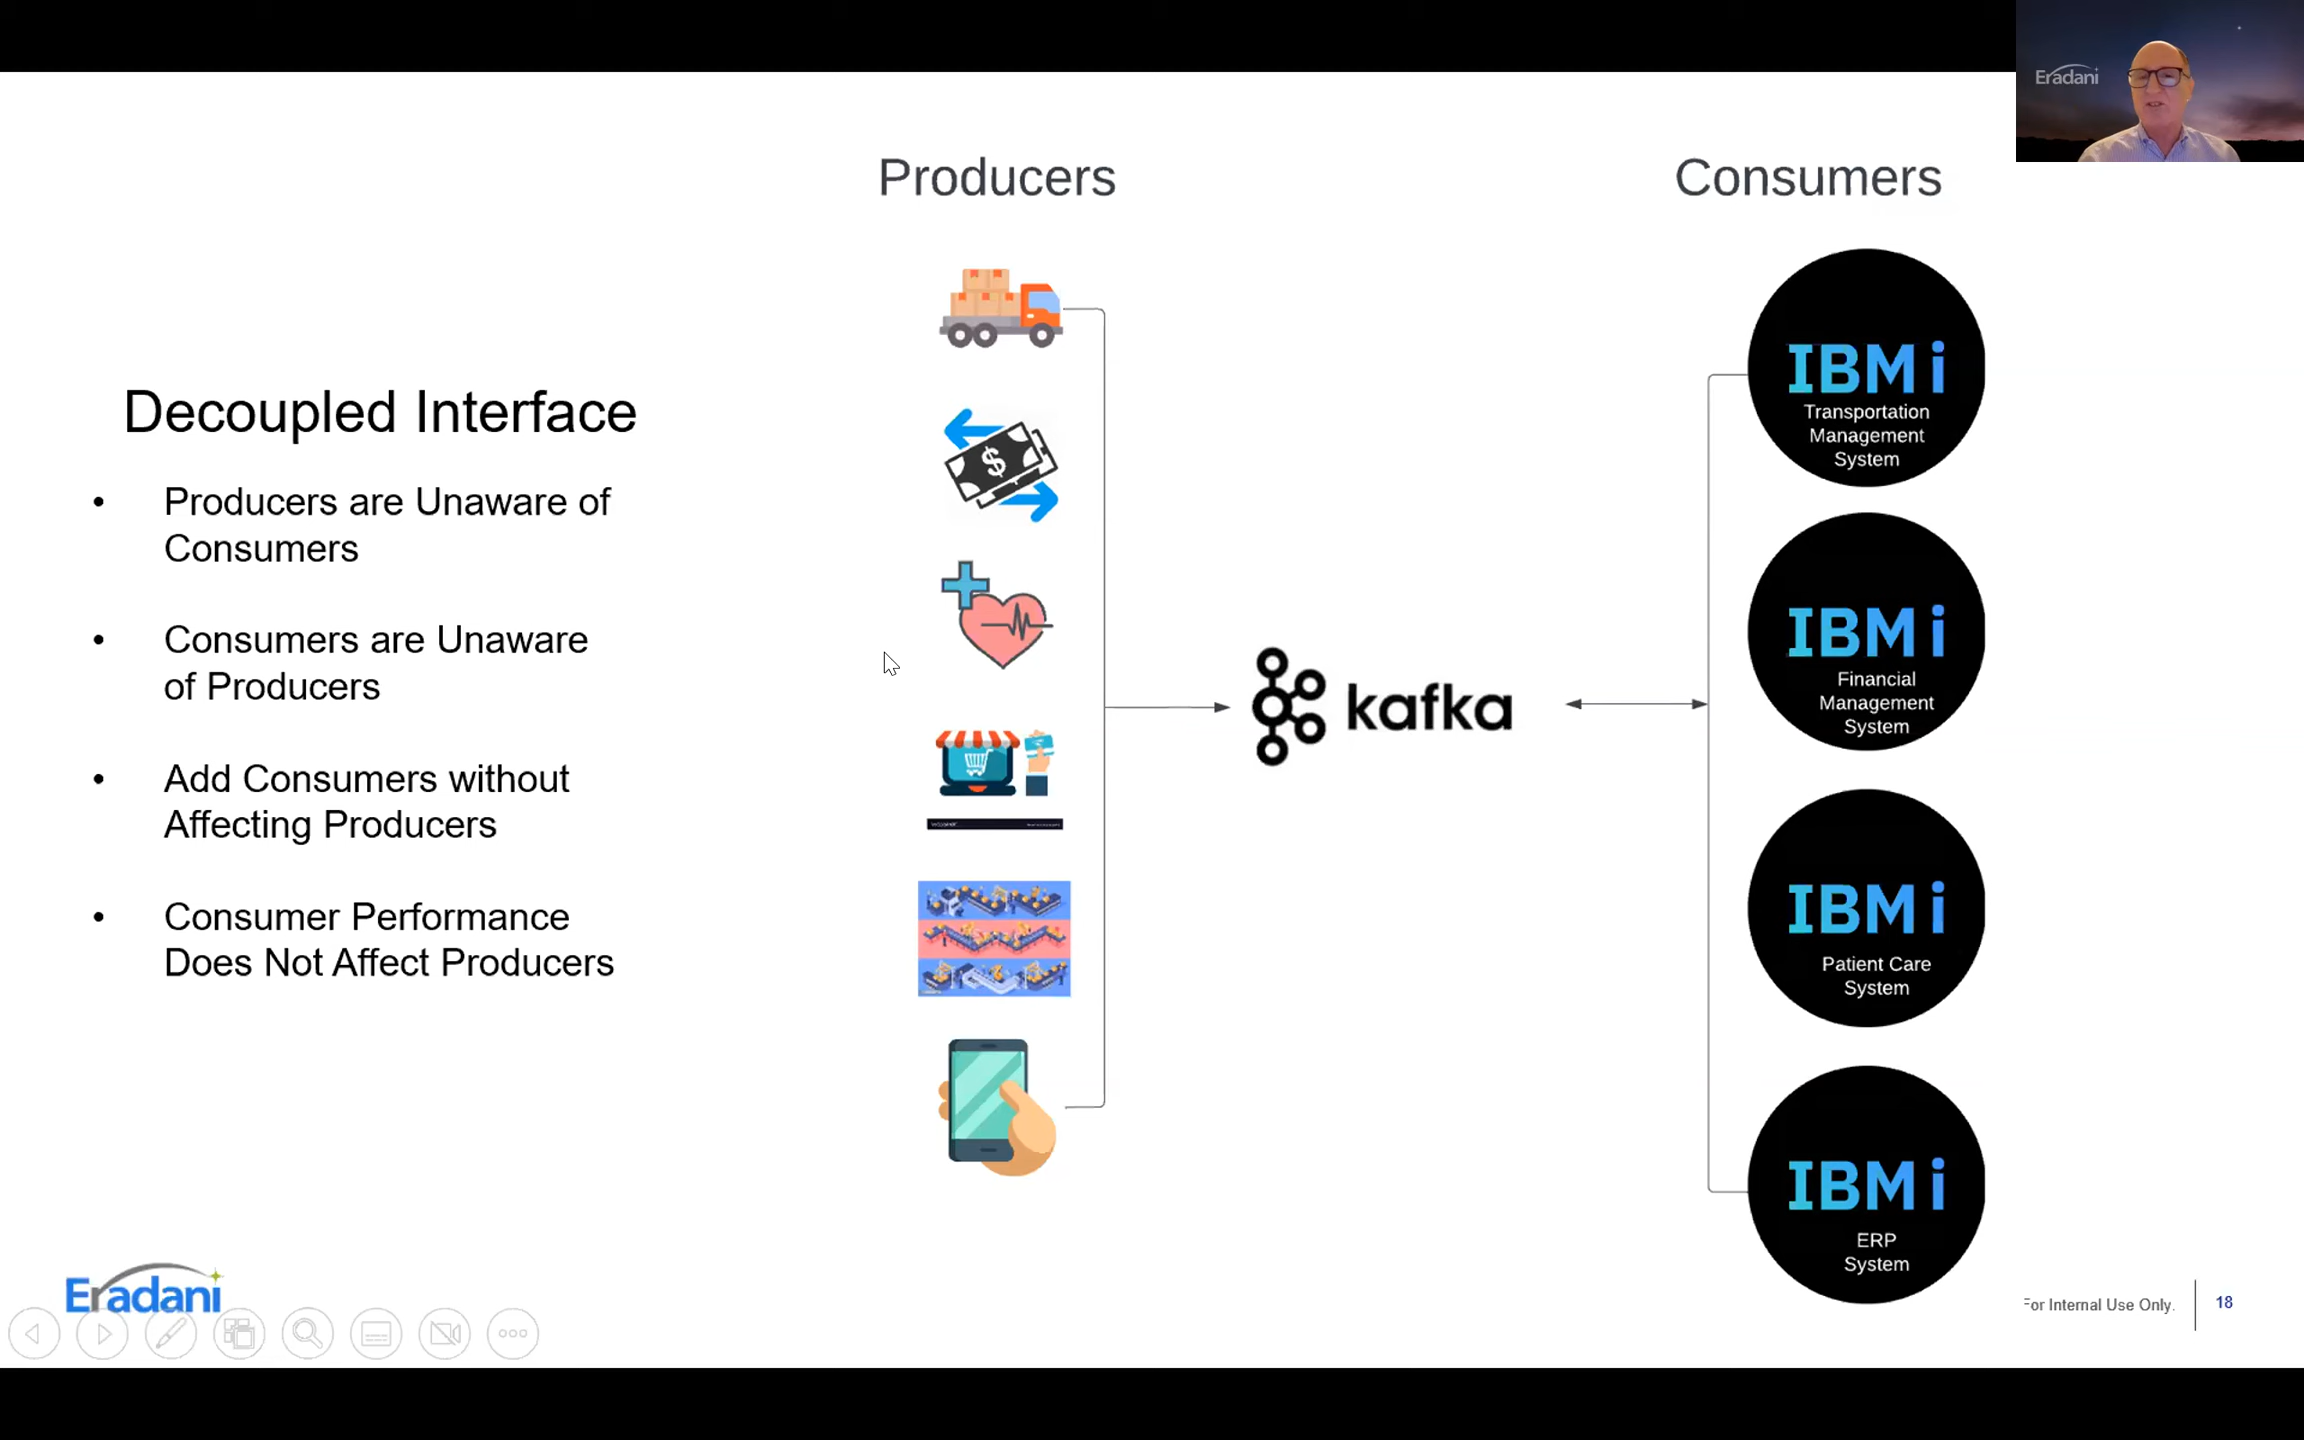 Eradani
Producers
Consumers
Decoupled Interface
• Producers are Unaware of
Consumers
• Consumers are Unaware
of Producers
• Add Consumers without
Affecting Producers
• Consumer Performance
Does Not Affect Producers
$
kafka
IBM i
Transportation
Management
System
IBM i
Financial
Management
System
IBM i
Patient Care
System
IBM i
ERP
System
Eradani
For Internal Use Only.
18